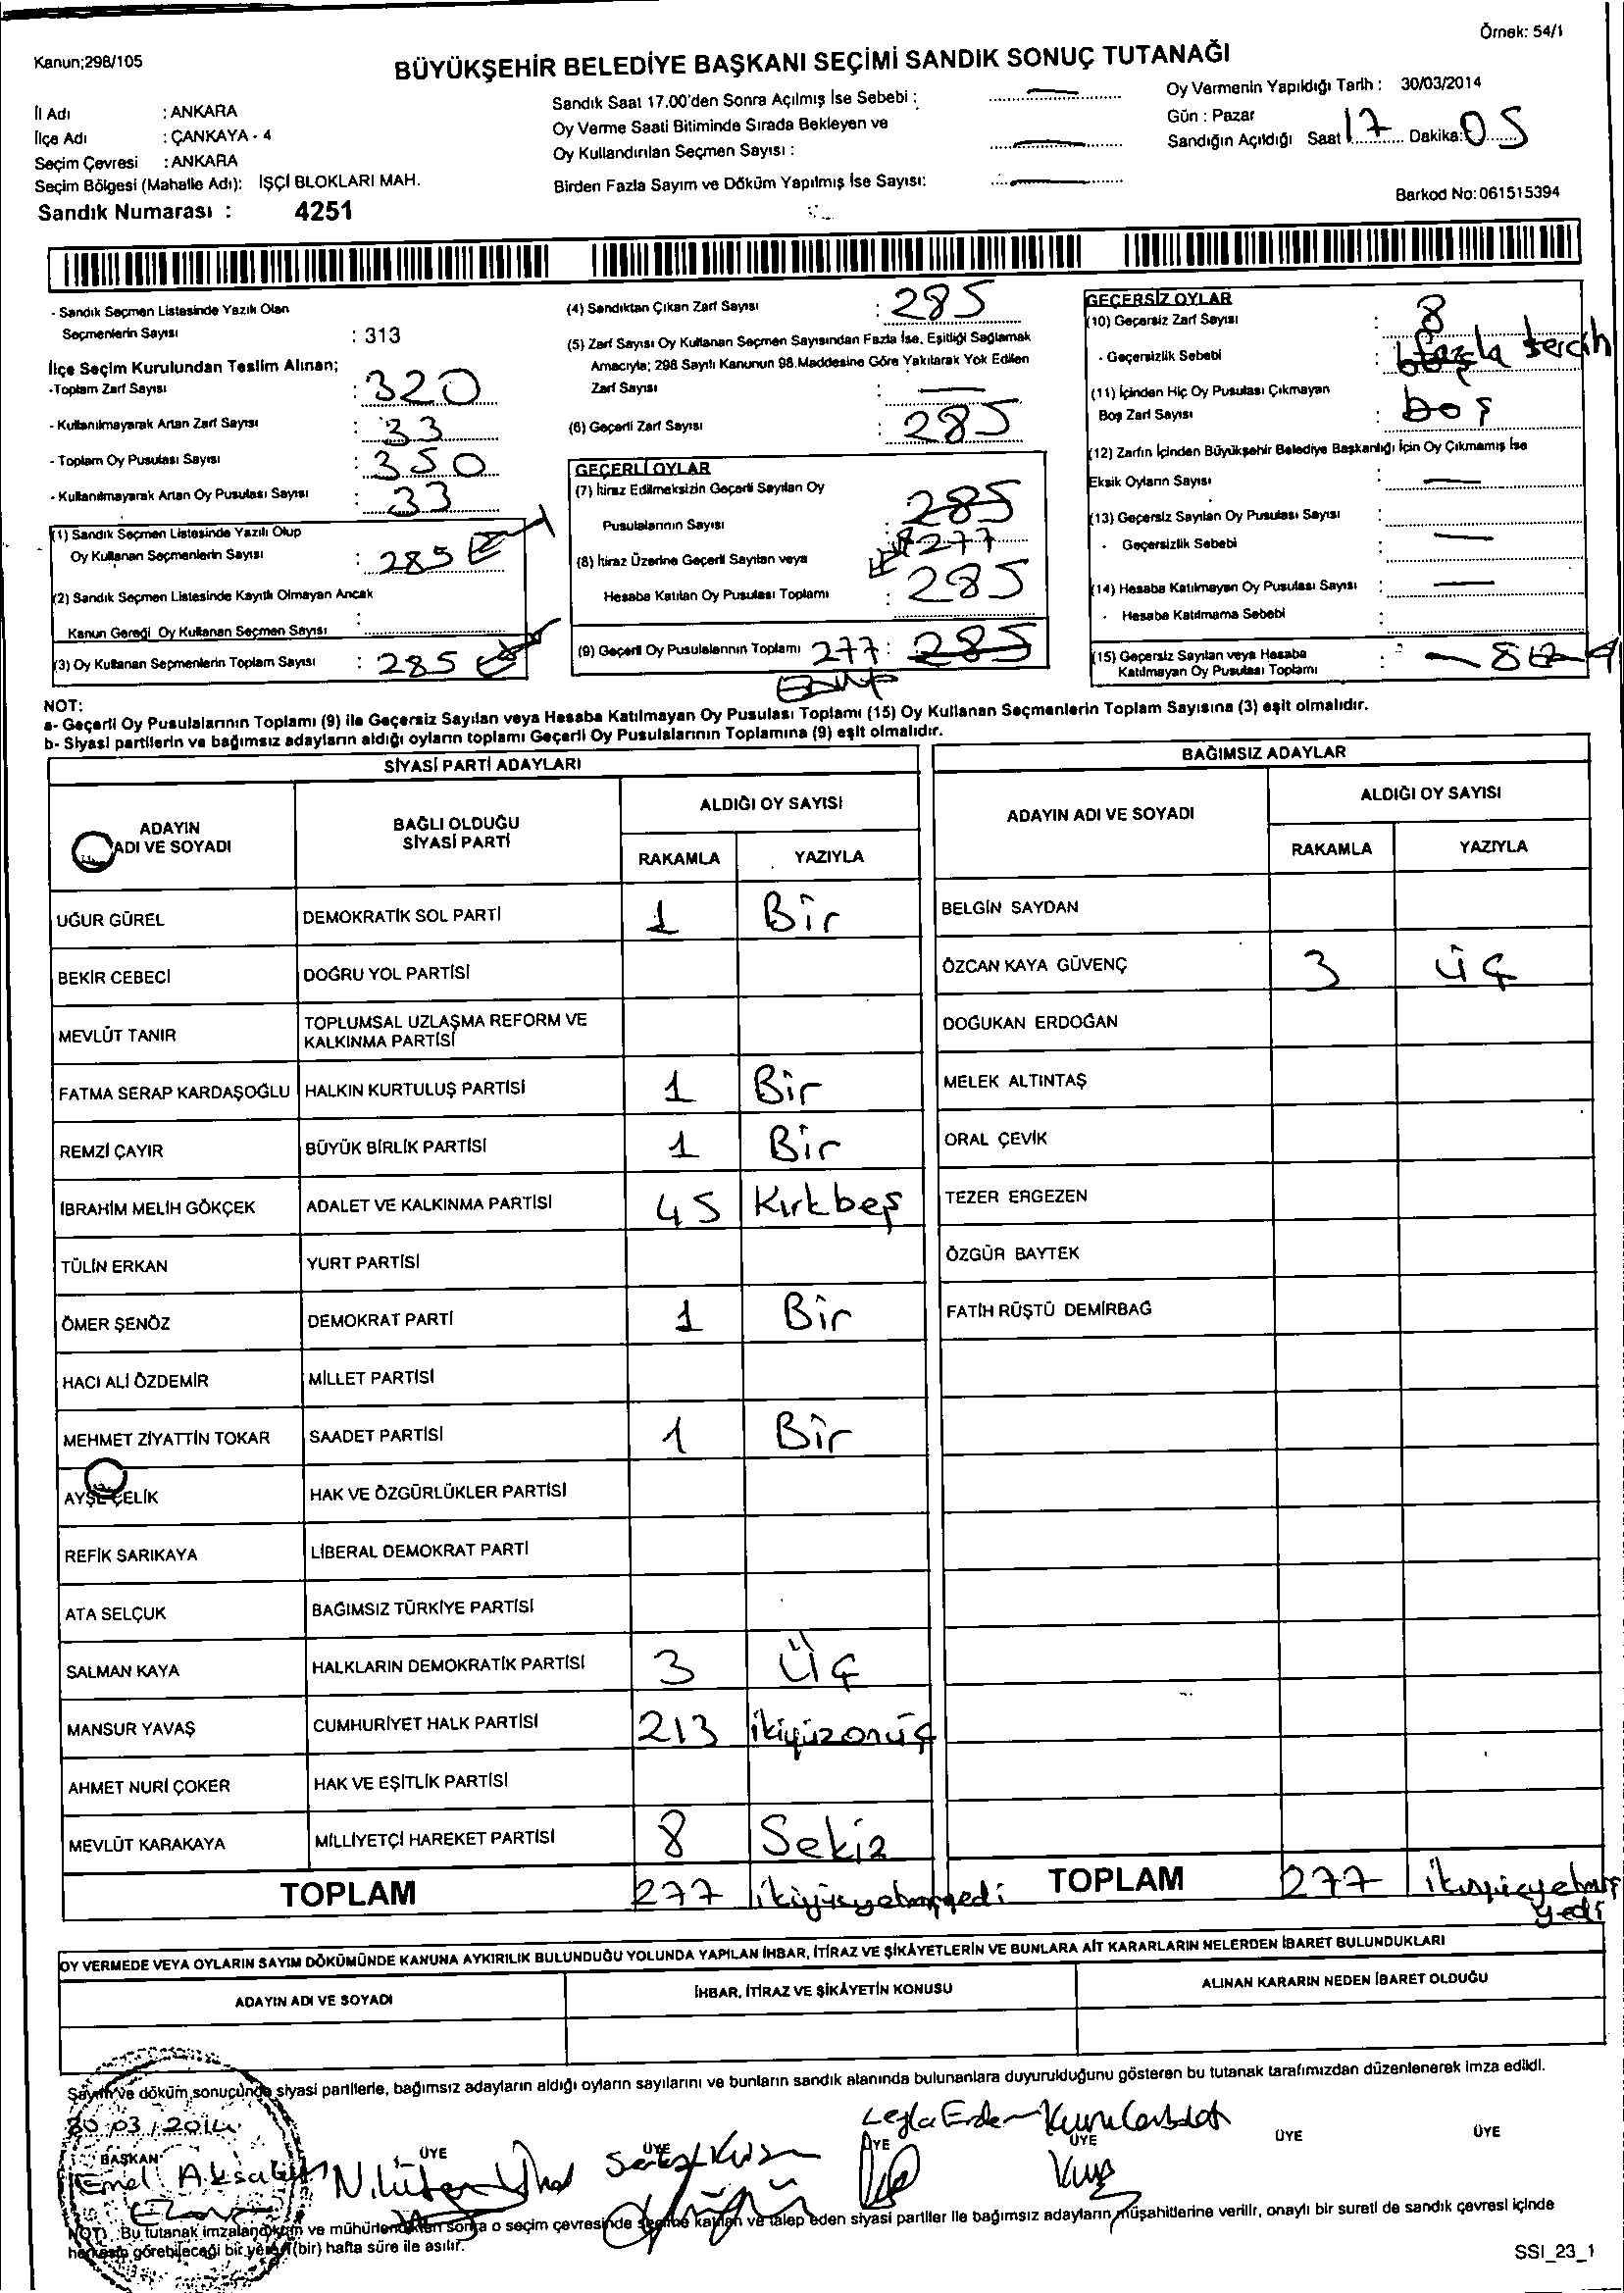 Örnek: 54/1
Kanun;298/105
BÜYÜKŞEHİR BELEDİYE BAŞKANI SEÇİMİ SANDIK SONUÇ TUTANAĞI
İl Adı : ANKARA
İlçe Adı : ÇANKAYA - 4
Seçim Çevresi : ANKARA
Seçim Bölgesi (Mahalle Adı): İŞÇİ BLOKLARI MAH.
Sandık Numarası : 4251
Sandık Saat 17.00'den Sonra Açılmış İse Sebebi :
Oy Verme Saati Bitiminde Sırada Bekleyen ve
Oy Kullandırılan Seçmen Sayısı :
Birden Fazla Sayım ve Döküm Yapılmış İse Sayısı:
Oy Vermenin Yapıldığı Tarih : 30/03/2014
Gün : Pazar
Sandığın Açıldığı Saat 17 Dakika: 05
Barkod No:061515394
- Sandık Seçmen Listesinde Yazılı Olan
Seçmenlerin Sayısı : 313
İlçe Seçim Kurulundan Teslim Alınan;
-Toplam Zarf Sayısı : 320
- Kullanılmayarak Artan Zarf Sayısı : 33
- Toplam Oy Pusulası Sayısı : 350
- Kullanılmayarak Artan Oy Pusulası Sayısı : 33
(1) Sandık Seçmen Listesinde Yazılı Olup
Oy Kullanan Seçmenlerin Sayısı : 285
(2) Sandık Seçmen Listesinde Kayıtlı Olmayan Ancak
Kanun Gereği Oy Kullanan Seçmen Sayısı :
(3) Oy Kullanan Seçmenlerin Toplam Sayısı : 285
(4) Sandıktan Çıkan Zarf Sayısı : 285
(5) Zarf Sayısı Oy Kullanan Seçmen Sayısından Fazla İse, Eşitliği Sağlamak
Amacıyla; 298 Sayılı Kanunun 98.Maddesine Göre Yakılarak Yok Edilen
Zarf Sayısı :
(6) Geçerli Zarf Sayısı : 285
GEÇERLİ OYLAR
(7) İtiraz Edilmeksizin Geçerli Sayılan Oy
Pusulalarının Sayısı : 285
277
(8) İtiraz Üzerine Geçerli Sayılan veya
Hesaba Katılan Oy Pusulası Toplamı : 285
(9) Geçerli Oy Pusulalarının Toplamı 277 : 285
GEÇERSİZ OYLAR
(10) Geçersiz Zarf Sayısı : 8
- Geçersizlik Sebebi : fazla tercih
(11) İçinden Hiç Oy Pusulası Çıkmayan
Boş Zarf Sayısı : boş
(12) Zarfın İçinden Büyükşehir Belediye Başkanlığı İçin Oy Çıkmamış İse
Eksik Oyların Sayısı :
(13) Geçersiz Sayılan Oy Pusulası Sayısı :
- Geçersizlik Sebebi :
(14) Hesaba Katılmayan Oy Pusulası Sayısı :
- Hesaba Katılmama Sebebi :
(15) Geçersiz Sayılan veya Hesaba
Katılmayan Oy Pusulası Toplamı : 8
NOT:
a- Geçerli Oy Pusulalarının Toplamı (9) ile Geçersiz Sayılan veya Hesaba Katılmayan Oy Pusulası Toplamı (15) Oy Kullanan Seçmenlerin Toplam Sayısına (3) eşit olmalıdır.
b- Siyasi partilerin ve bağımsız adayların aldığı oyların toplamı Geçerli Oy Pusulalarının Toplamına (9) eşit olmalıdır.
SİYASİ PARTİ ADAYLARI
ADAYIN ADI VE SOYADI BAĞLI OLDUĞU SİYASİ PARTİ ALDIĞI OY SAYISI
RAKAMLA YAZIYLA
UĞUR GÜREL DEMOKRATİK SOL PARTİ 1 Bir
BEKİR CEBECİ DOĞRU YOL PARTİSİ
MEVLÜT TANIR TOPLUMSAL UZLAŞMA REFORM VE KALKINMA PARTİSİ
FATMA SERAP KARDAŞOĞLU HALKIN KURTULUŞ PARTİSİ 1 Bir
REMZİ ÇAYIR BÜYÜK BİRLİK PARTİSİ 1 Bir
İBRAHİM MELİH GÖKÇEK ADALET VE KALKINMA PARTİSİ 45 Kırkbeş
TÜLİN ERKAN YURT PARTİSİ
ÖMER ŞENÖZ DEMOKRAT PARTİ 1 Bir
HACI ALİ ÖZDEMİR MİLLET PARTİSİ
MEHMET ZİYATTİN TOKAR SAADET PARTİSİ 1 Bir
AYŞE ÇELİK HAK VE ÖZGÜRLÜKLER PARTİSİ
REFİK SARIKAYA LİBERAL DEMOKRAT PARTİ
ATA SELÇUK BAĞIMSIZ TÜRKİYE PARTİSİ
SALMAN KAYA HALKLARIN DEMOKRATİK PARTİSİ 3 Üç
MANSUR YAVAŞ CUMHURİYET HALK PARTİSİ 213 ikiyüzonüç
AHMET NURİ ÇOKER HAK VE EŞİTLİK PARTİSİ
MEVLÜT KARAKAYA MİLLİYETÇİ HAREKET PARTİSİ 8 Sekiz
TOPLAM 277 ikiyüzyetmişyedi
BAĞIMSIZ ADAYLAR
ADAYIN ADI VE SOYADI ALDIĞI OY SAYISI
RAKAMLA YAZIYLA
BELGİN SAYDAN
ÖZCAN KAYA GÜVENÇ 3 üç
DOĞUKAN ERDOĞAN
MELEK ALTINTAŞ
ORAL ÇEVİK
TEZER ERGEZEN
ÖZGÜR BAYTEK
FATİH RÜŞTÜ DEMİRBAĞ
TOPLAM 277 ikiyüzyetmiş
yedi
OY VERMEDE VEYA OYLARIN SAYIM DÖKÜMÜNDE KANUNA AYKIRILIK BULUNDUĞU YOLUNDA YAPILAN İHBAR, İTİRAZ VE ŞİKÂYETLERİN VE BUNLARA AİT KARARLARIN NELERDEN İBARET BULUNDUKLARI
ADAYIN ADI VE SOYADI İHBAR, İTİRAZ VE ŞİKÂYETİN KONUSU ALINAN KARARIN NEDEN İBARET OLDUĞU
Sayım ve döküm sonucunda siyasi partilerle, bağımsız adayların aldığı oyların sayılarını ve bunların sandık alanında bulunanlara duyurulduğunu gösteren bu tutanak tarafımızdan düzenlenerek imza edildi.
30/03/2014
BAŞKAN ÜYE ÜYE ÜYE ÜYE ÜYE ÜYE
Emel Leyla Erdem
NOT: Bu tutanak imzalandıktan ve mühürlendikten sonra o seçim çevresinde seçime katılan ve talep eden siyasi partiler ile bağımsız adayların müşahitlerine verilir, onaylı bir sureti de sandık çevresi içinde
herkesin görebileceği bir yere 1 (bir) hafta süre ile asılır.
SSI_23_1